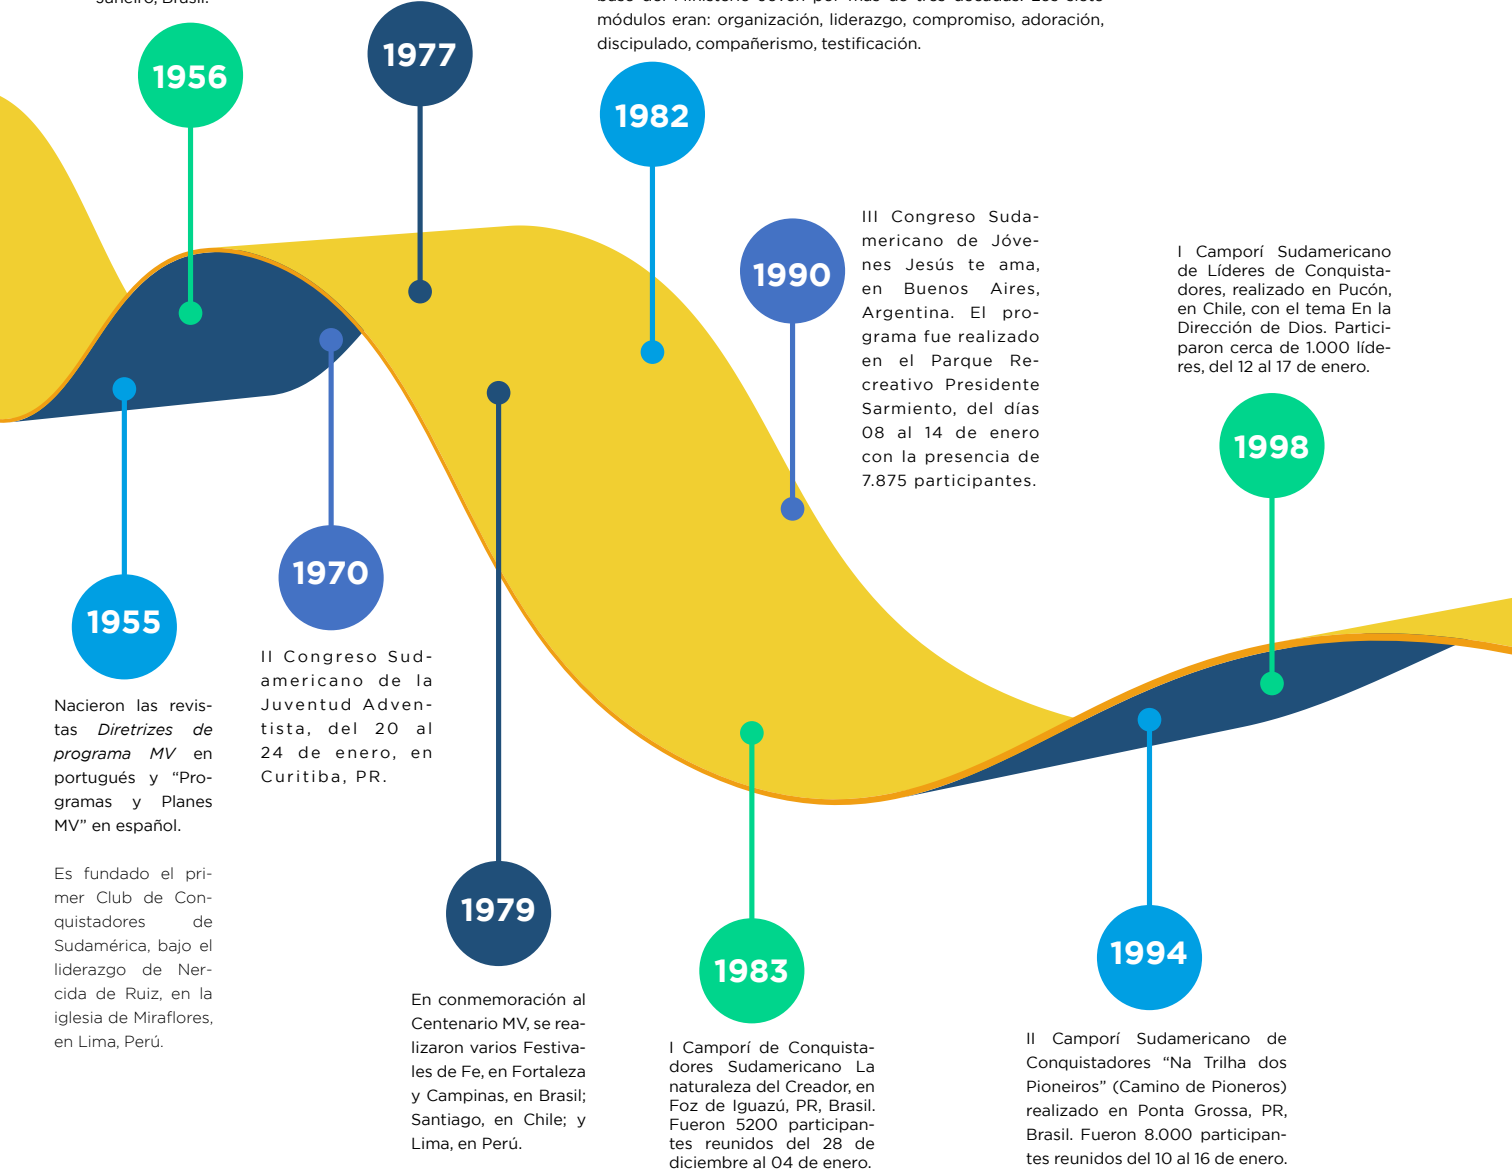 Janeiro, Brasil.
base del Ministerio Joven por más de tres décadas. Los siete
módulos eran: organización, liderazgo, compromiso, adoración,
discipulado, compañerismo, testificación.
1956
1977
1982
1990
III Congreso Suda-
mericano de Jóve-
nes Jesús te ama,
en Buenos Aires,
Argentina. El pro-
grama fue realizado
en el Parque Re-
creativo Presidente
Sarmiento, del días
08 al 14 de enero
con la presencia de
7.875 participantes.
I Camporí Sudamericano
de Líderes de Conquista-
dores, realizado en Pucón,
en Chile, con el tema En la
Dirección de Dios. Partici-
paron cerca de 1.000 líde-
res, del 12 al 17 de enero.
1998
1955
Nacieron las revis-
tas Diretrizes de
programa MV en
portugués y “Pro-
gramas y Planes
MV” en español.
Es fundado el pri-
mer Club de Con-
quistadores de
Sudamérica, bajo el
liderazgo de Ner-
cida de Ruiz, en la
iglesia de Miraflores,
en Lima, Perú.
1970
II Congreso Sud-
americano de la
Juventud Adven-
tista, del 20 al
24 de enero, en
Curitiba, PR.
1979
En conmemoración al
Centenario MV, se rea-
lizaron varios Festiva-
les de Fe, en Fortaleza
y Campinas, en Brasil;
Santiago, en Chile; y
Lima, en Perú.
1983
I Camporí de Conquista-
dores Sudamericano La
naturaleza del Creador, en
Foz de Iguazú, PR, Brasil.
Fueron 5200 participan-
tes reunidos del 28 de
diciembre al 04 de enero.
1994
II Camporí Sudamericano de
Conquistadores “Na Trilha dos
Pioneiros” (Camino de Pioneros)
realizado en Ponta Grossa, PR,
Brasil. Fueron 8.000 participan-
tes reunidos del 10 al 16 de enero.